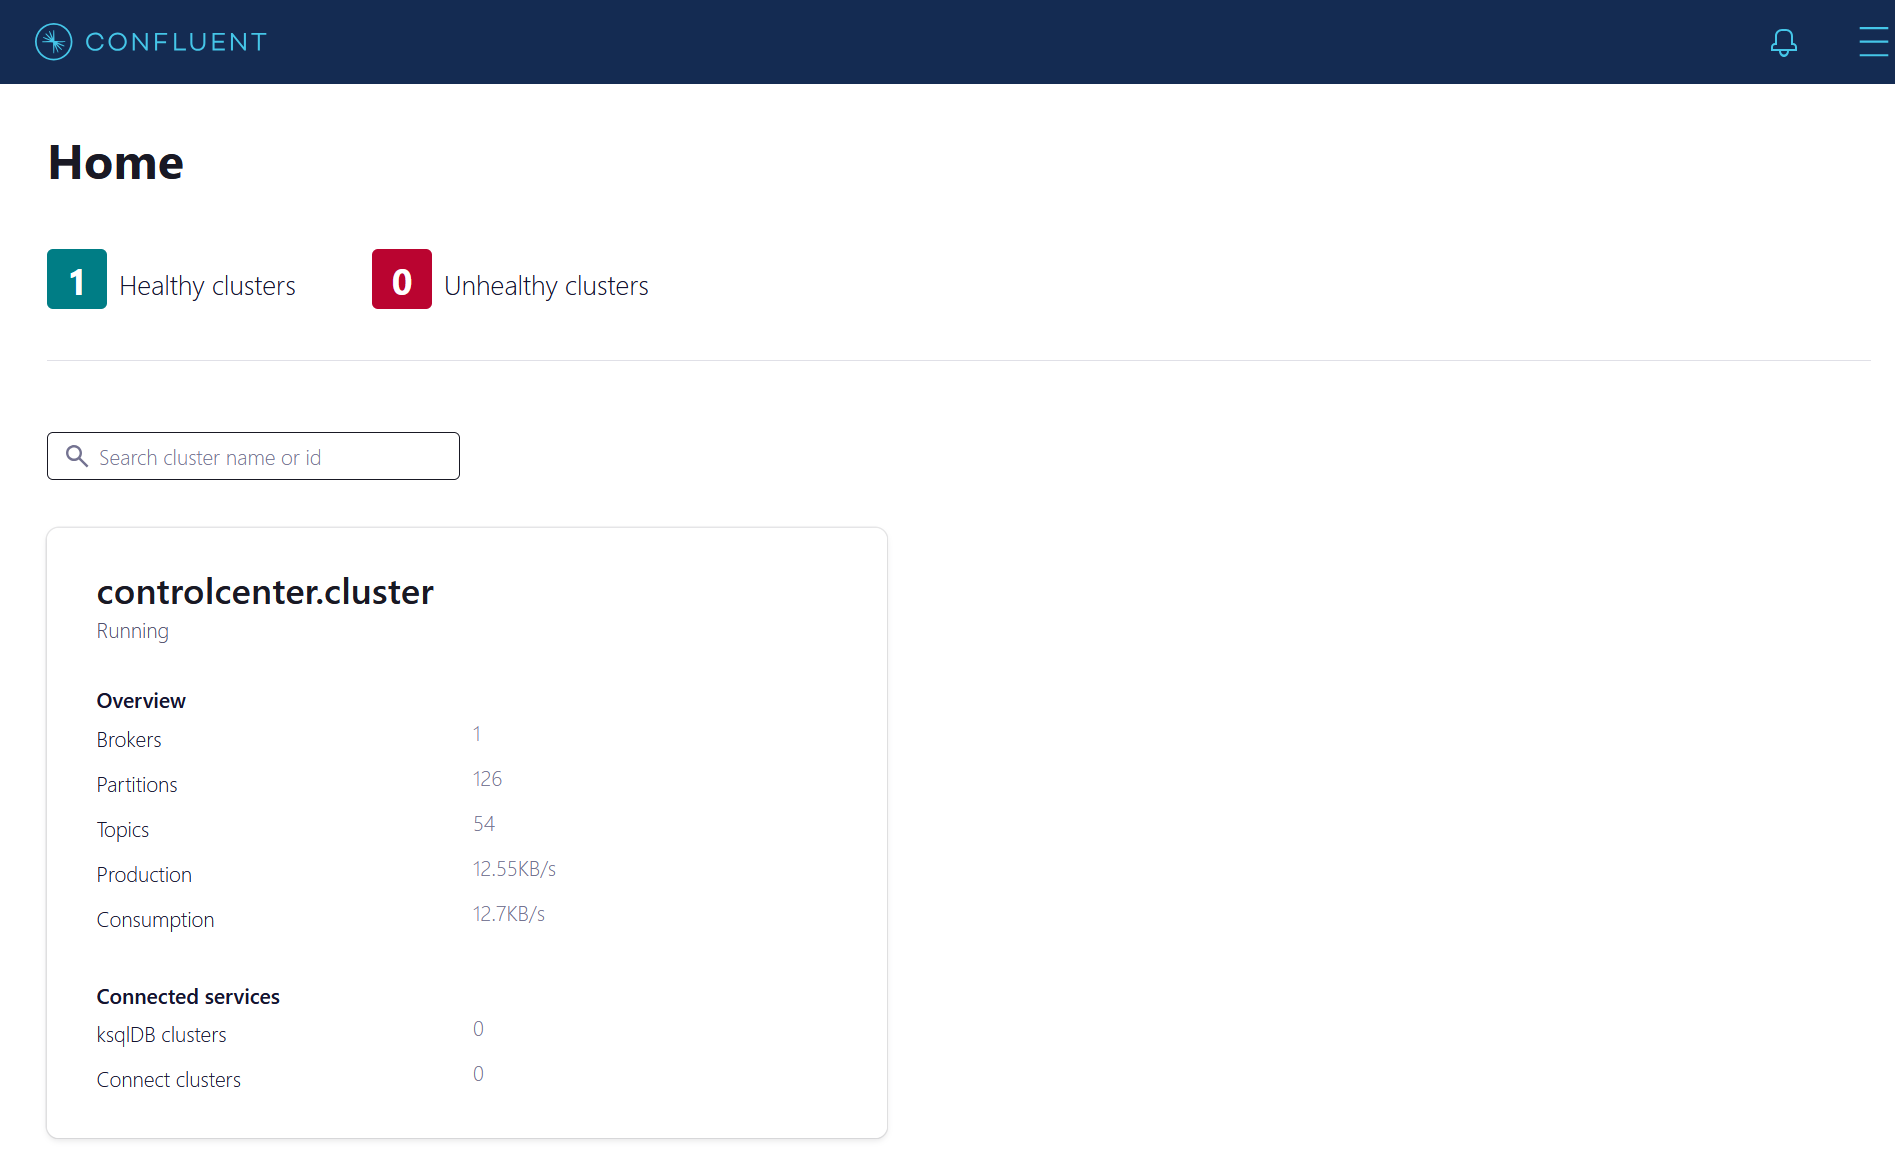 CONFLUENT
Home
1 Healthy clusters 0 Unhealthy clusters
Search cluster name or id
controlcenter.cluster
Running
Overview
Brokers 1
Partitions 126
Topics 54
Production 12.55KB/s
Consumption 12.7KB/s
Connected services
ksqlDB clusters 0
Connect clusters 0